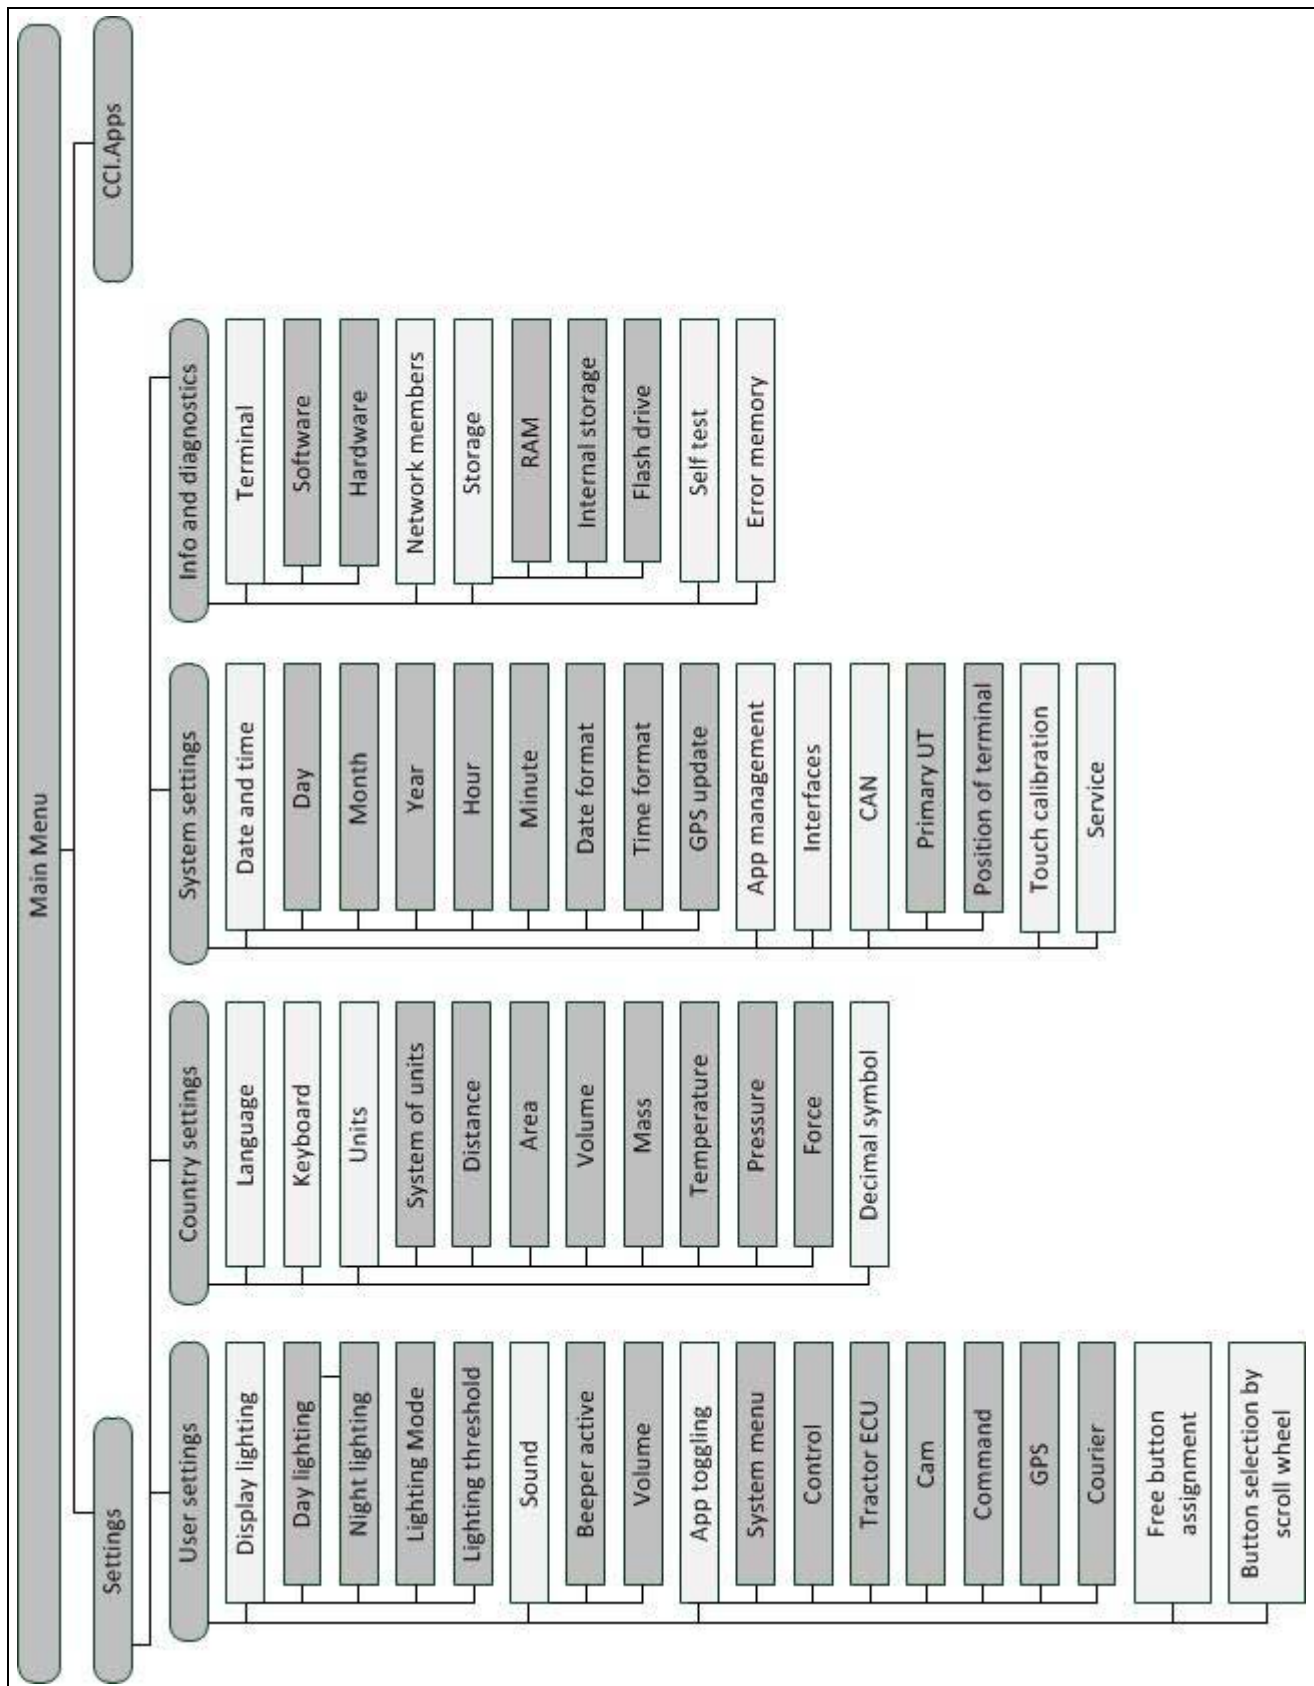 Main Menu
Settings
CCI.Apps
User settings
Display lighting
Day lighting
Night lighting
Lighting Mode
Lighting threshold
Sound
Beeper active
Volume
App toggling
System menu
Control
Tractor ECU
Cam
Command
GPS
Courier
Free button
assignment
Button selection by
scroll wheel
Country settings
Language
Keyboard
Units
System of units
Distance
Area
Volume
Mass
Temperature
Pressure
Force
Decimal symbol
System settings
Date and time
Day
Month
Year
Hour
Minute
Date format
Time format
GPS update
App management
Interfaces
CAN
Primary UT
Position of terminal
Touch calibration
Service
Info and diagnostics
Terminal
Software
Hardware
Network members
Storage
RAM
Internal storage
Flash drive
Self test
Error memory